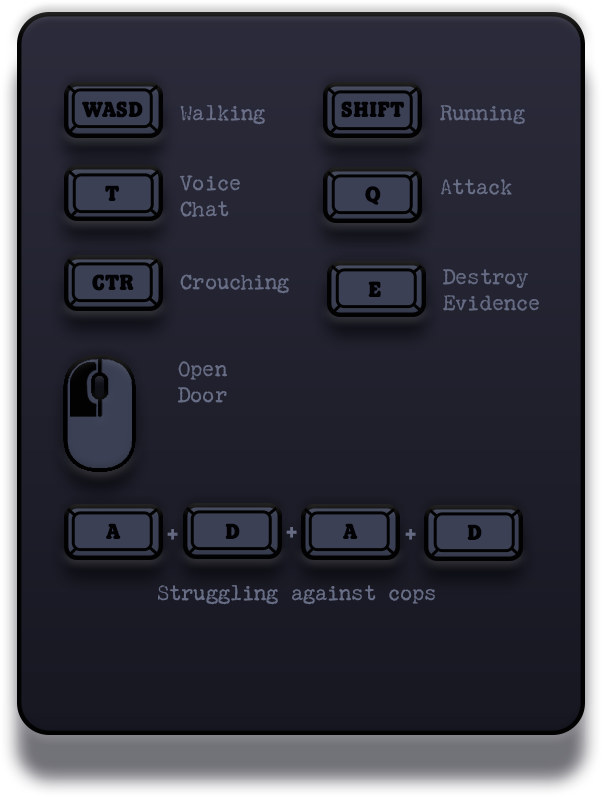 WASD Walking SHIFT Running
T Voice Chat Q Attack
CTR Crouching E Destroy Evidence
Open Door
A + D + A + D
Struggling against cops